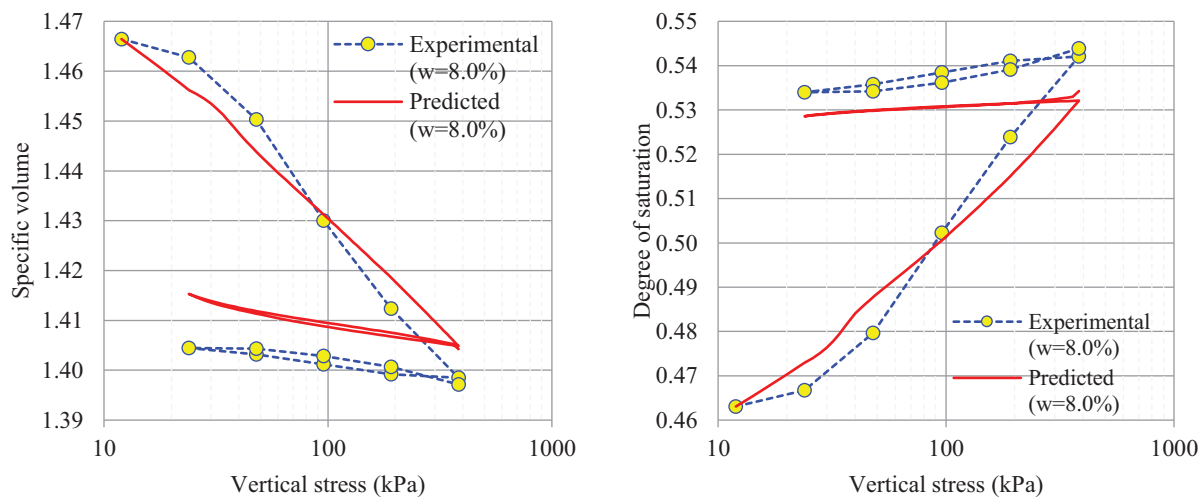 1.47
1.46
1.45
1.44
1.43
1.42
1.41
1.40
1.39
Specific volume
10
100
1000
Vertical stress (kPa)
Experimental
(w=8.0%)
Predicted
(w=8.0%)
0.55
0.54
0.53
0.52
0.51
0.50
0.49
0.48
0.47
0.46
Degree of saturation
10
100
1000
Vertical stress (kPa)
Experimental
(w=8.0%)
Predicted
(w=8.0%)